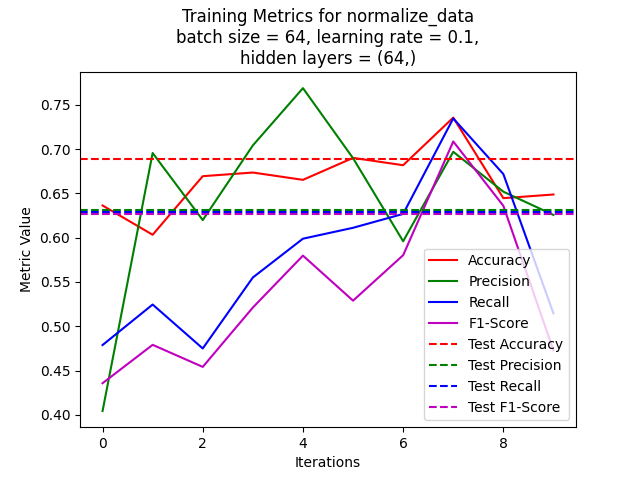 Training Metrics for normalize_data
batch size = 64, learning rate = 0.1,
hidden layers = (64,)
Metric Value
0.75
0.70
0.65
0.60
0.55
0.50
0.45
0.40
Accuracy
Precision
Recall
F1-Score
Test Accuracy
Test Precision
Test Recall
Test F1-Score
0 2 4 6 8
Iterations